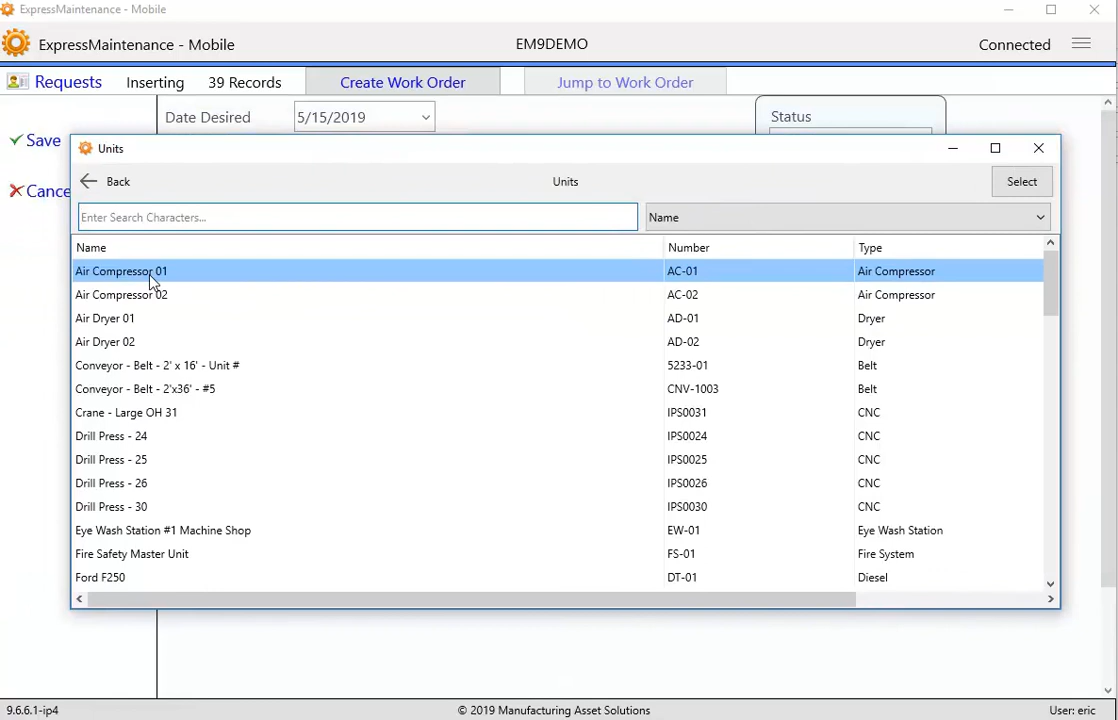 ExpressMaintenance - Mobile
ExpressMaintenance - Mobile EM9DEMO Connected
Requests Inserting 39 Records Create Work Order Jump to Work Order
Date Desired 5/15/2019 Status
Save
Cance
Units
Back Units Select
Enter Search Characters... Name
Name Number Type
Air Compressor 01 AC-01 Air Compressor
Air Compressor 02 AC-02 Air Compressor
Air Dryer 01 AD-01 Dryer
Air Dryer 02 AD-02 Dryer
Conveyor - Belt - 2' x 16' - Unit # 5233-01 Belt
Conveyor - Belt - 2'x36' - #5 CNV-1003 Belt
Crane - Large OH 31 IPS0031 CNC
Drill Press - 24 IPS0024 CNC
Drill Press - 25 IPS0025 CNC
Drill Press - 26 IPS0026 CNC
Drill Press - 30 IPS0030 CNC
Eye Wash Station #1 Machine Shop EW-01 Eye Wash Station
Fire Safety Master Unit FS-01 Fire System
Ford F250 DT-01 Diesel
9.6.6.1-ip4 © 2019 Manufacturing Asset Solutions User: eric